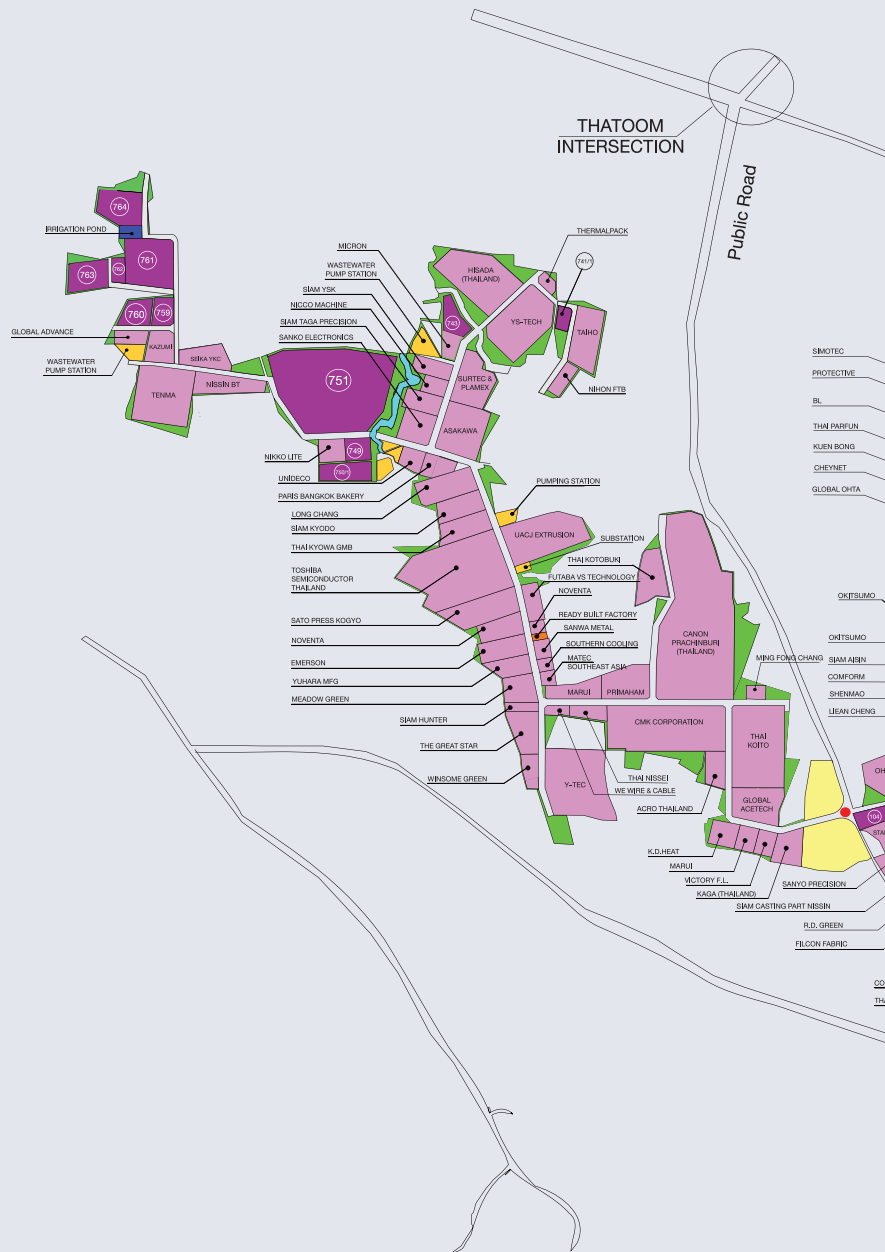 THATOOM
INTERSECTION
Public Road
764
IRRIGATION POND
761
763
762
760
759
GLOBAL ADVANCE
KAZUMI
WASTEWATER
PUMP STATION
SEIKA YKC
TENMA
NISSIN BT
MICRON
WASTEWATER
PUMP STATION
SIAM YSK
NICCO MACHINE
SIAM TAGA PRECISION
SANKO ELECTRONICS
HISADA
(THAILAND)
THERMALPACK
741/1
743
YS-TECH
TAIHO
NIHON FTB
751
SURTEC &
PLAMEX
ASAKAWA
NIKKO LITE
749
750/1
UNIDECO
PARIS BANGKOK BAKERY
LONG CHANG
SIAM KYODO
THAI KYOWA GMB
TOSHIBA
SEMICONDUCTOR
THAILAND
SATO PRESS KOGYO
NOVENTA
EMERSON
YUHARA MFG
MEADOW GREEN
SIAM HUNTER
THE GREAT STAR
WINSOME GREEN
PUMPING STATION
UACJ EXTRUSION
SUBSTATION
THAI KOTOBUKI
FUTABA VS TECHNOLOGY
NOVENTA
READY BUILT FACTORY
SANWA METAL
SOUTHERN COOLING
MATEC
SOUTHEAST ASIA
MARUI
PRIMAHAM
CANON
PRACHINBURI
(THAILAND)
MING FONG CHANG
CMK CORPORATION
THAI
KOITO
Y-TEC
THAI NISSEI
WE WIRE & CABLE
ACRO THAILAND
GLOBAL
ACETECH
K.D.HEAT
MARUI
VICTORY F.L.
KAGA (THAILAND)
SANYO PRECISION
SIAM CASTING PART NISSIN
R.D. GREEN
FILCON FABRIC
SIMOTEC
PROTECTIVE
BL
THAI PARFUN
KUEN BONG
CHEYNET
GLOBAL OHTA
OKITSUMO
OKITSUMO
SIAM AISIN
COMFORM
SHENMAO
LIEAN CHENG
OH
104
STA
CO
THA